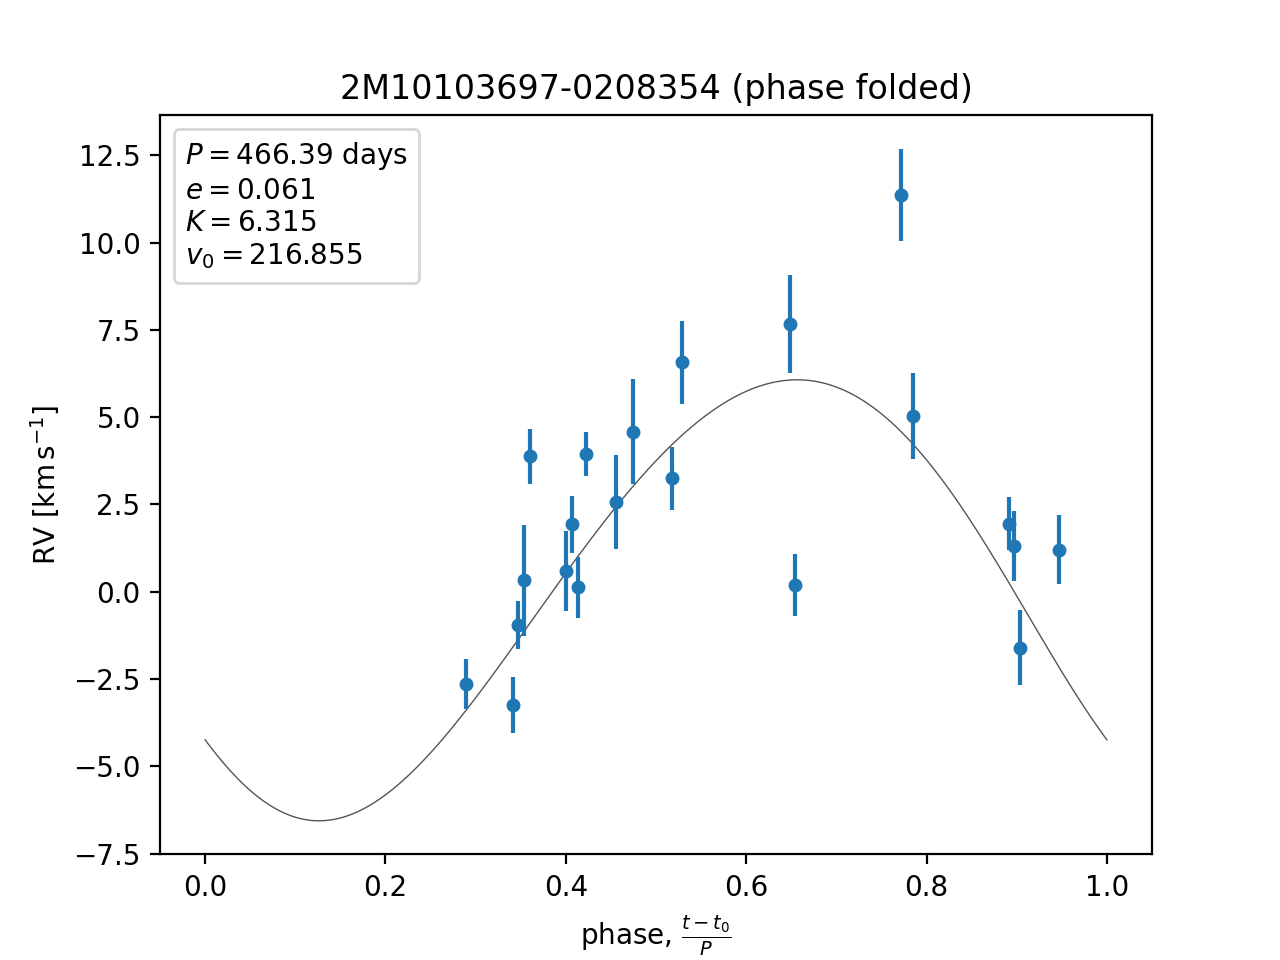 2M10103697-0208354 (phase folded)
P = 466.39 days
e = 0.061
K = 6.315
v₀ = 216.855
12.5
10.0
7.5
5.0
2.5
0.0
−2.5
−5.0
−7.5
RV [km s⁻¹]
0.0 0.2 0.4 0.6 0.8 1.0
phase, (t − t₀)/P